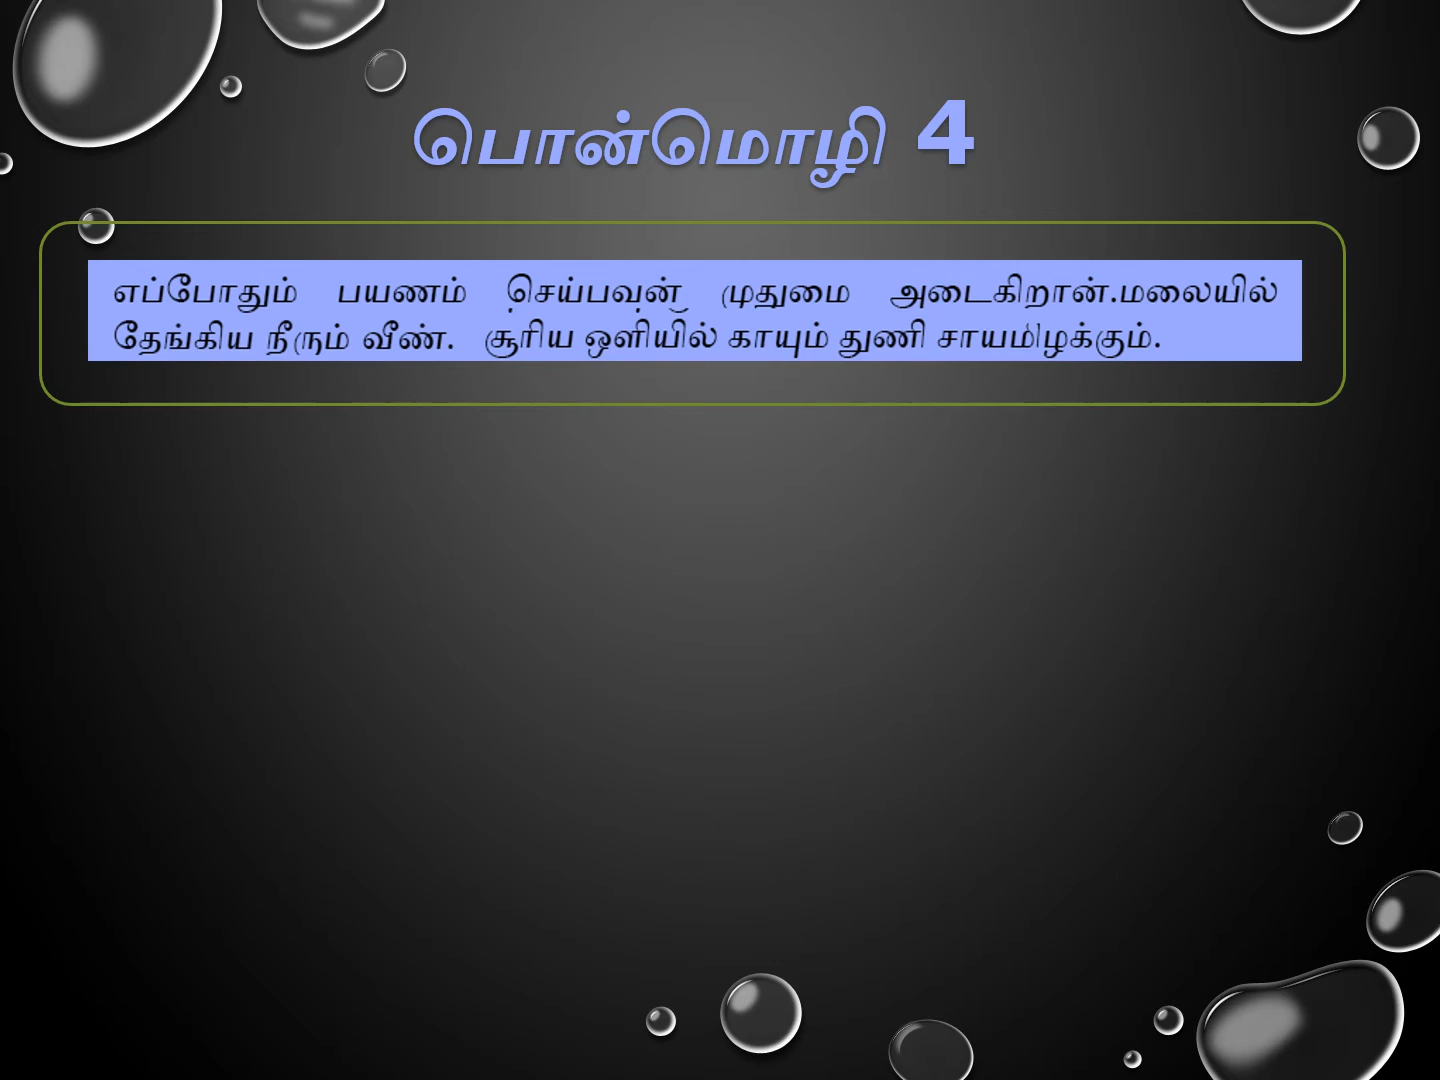 பொன்மொழி 4
எப்போதும் பயணம் செய்பவன் முதுமை அடைகிறான்.மலையில்
தேங்கிய நீரும் வீண். சூரிய ஒளியில் காயும் துணி சாயமிழக்கும்.